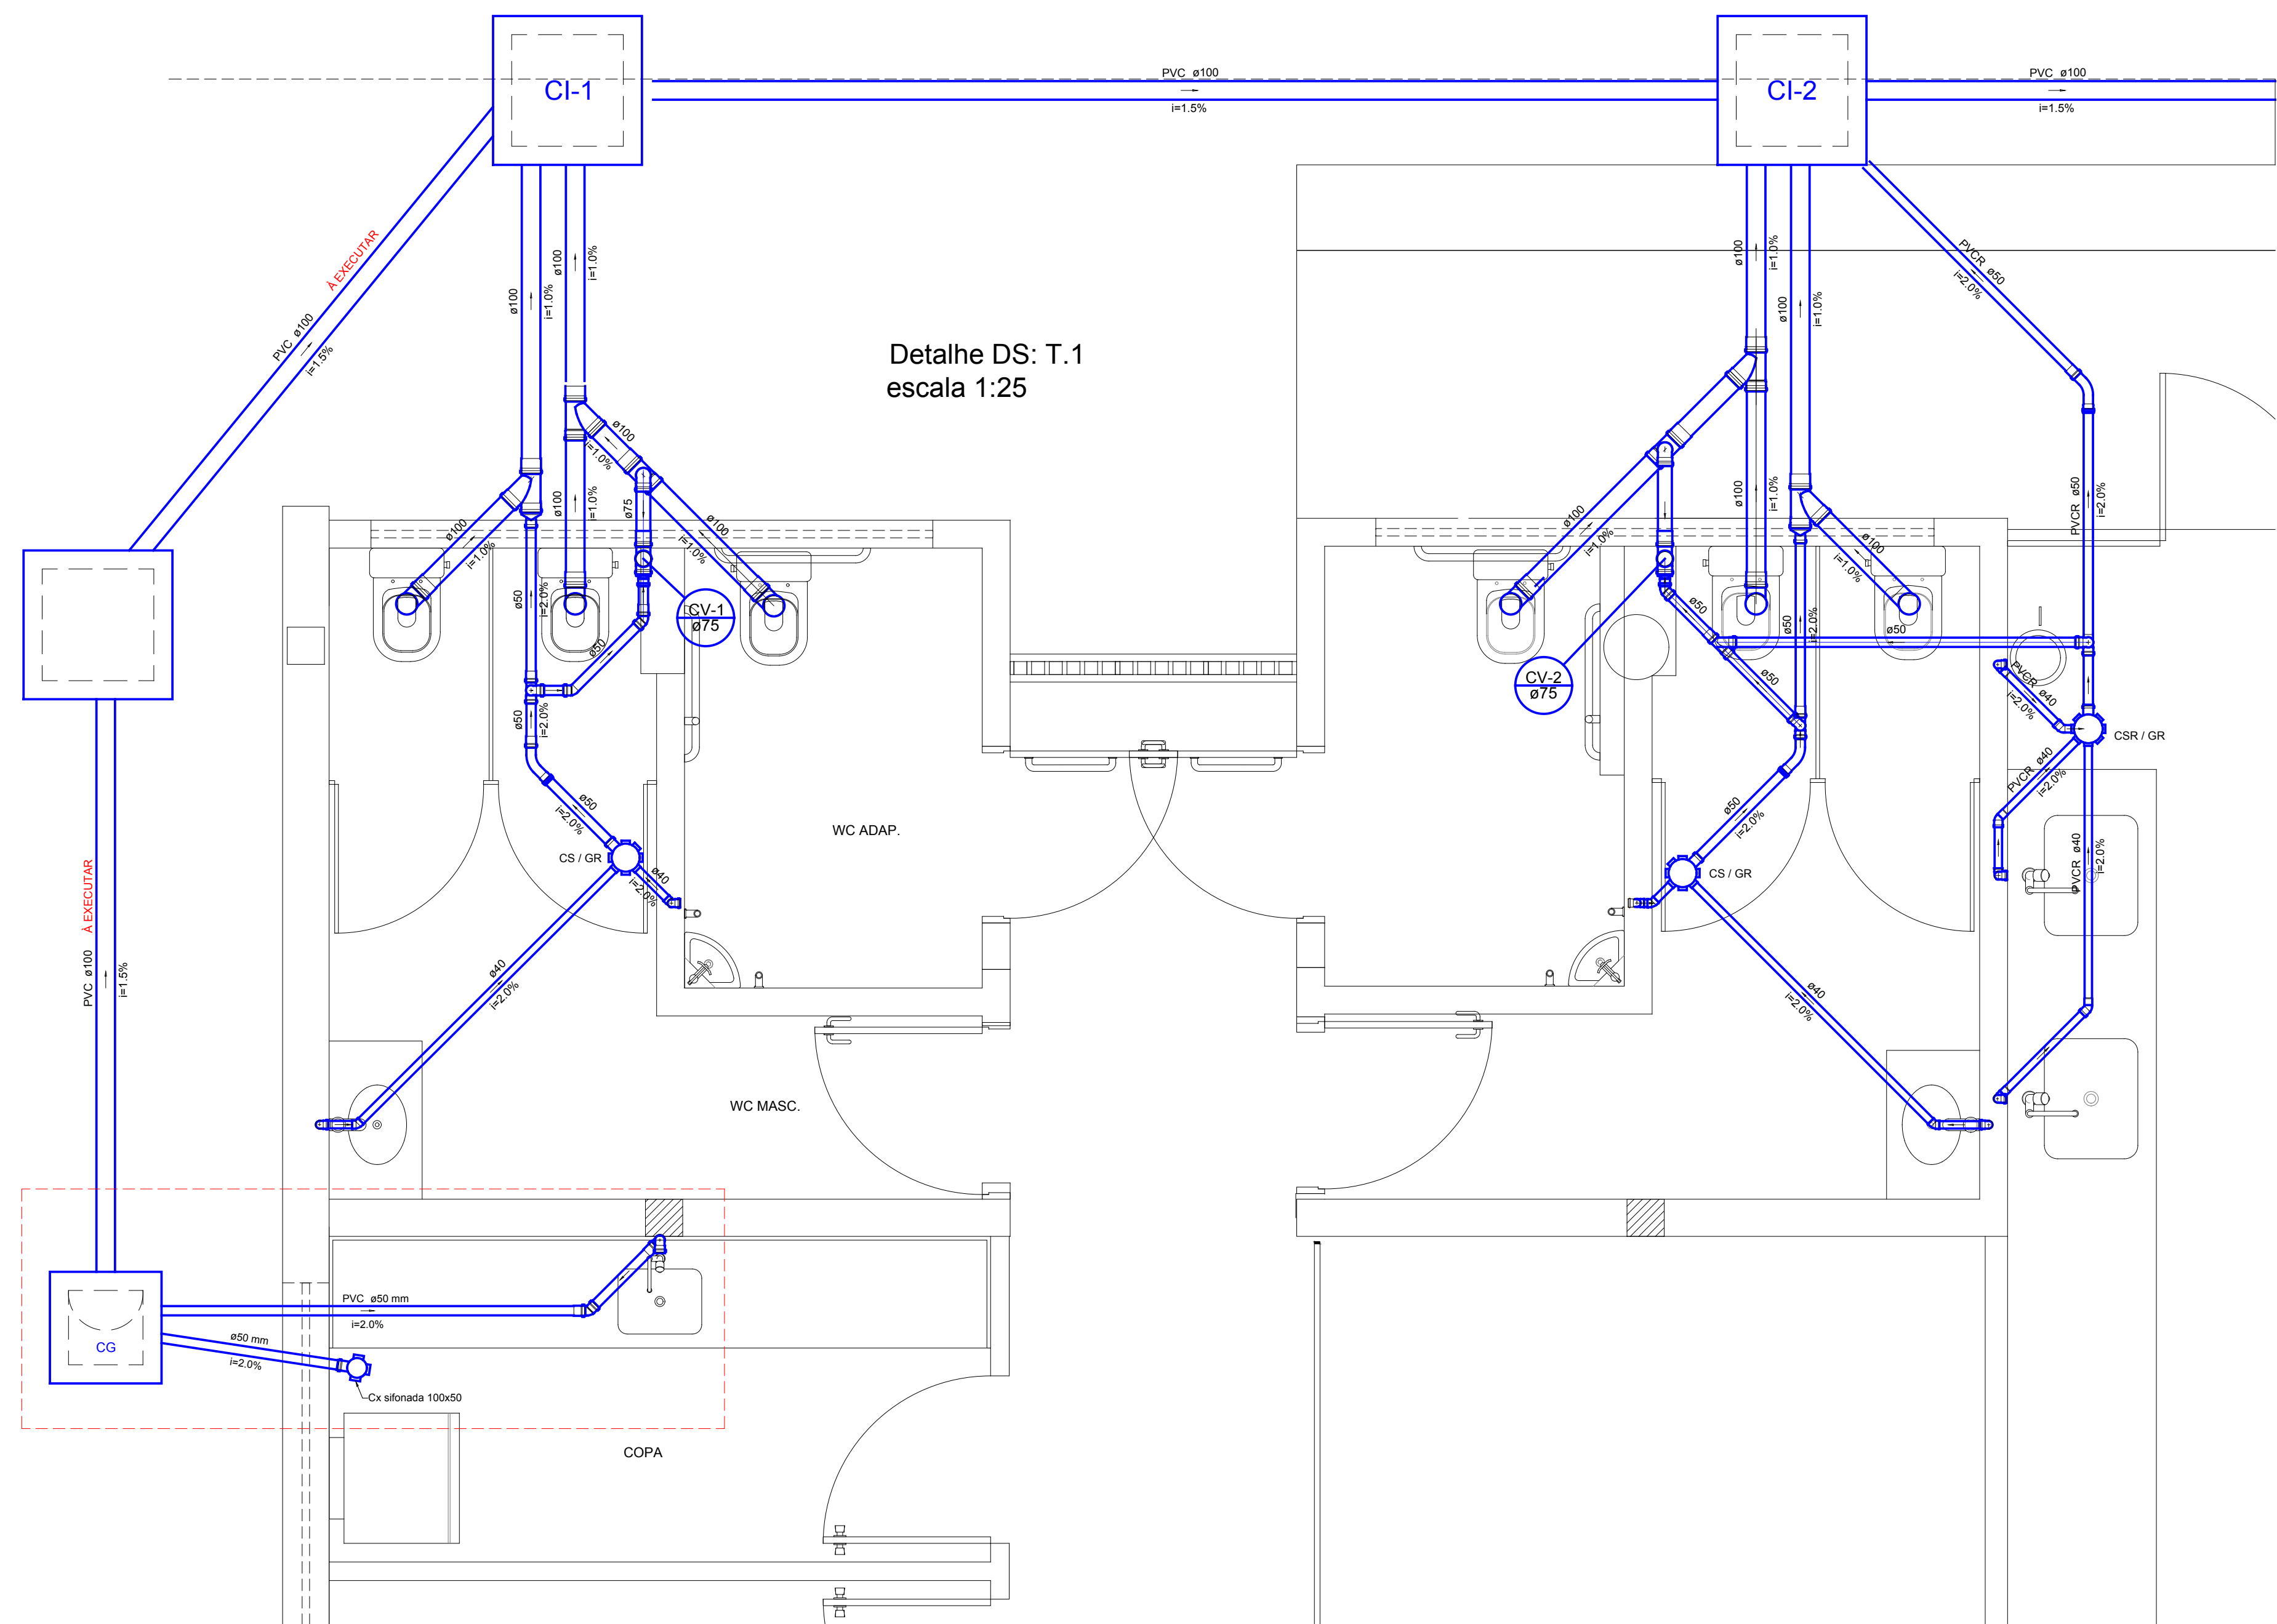 CI-1
PVC ø100
i=1.5%
CI-2
PVC ø100
i=1.5%
À EXECUTAR
PVC ø100
i=1.5%
ø100
i=1.0%
ø100
i=1.0%
Detalhe DS: T.1
escala 1:25
ø100
i=1.0%
ø100
i=1.0%
PVCR ø50
i=2.0%
ø100
i=1.0%
ø100
i=1.0%
ø100
i=1.0%
ø75
ø100
i=1.0%
ø100
i=1.0%
ø100
i=1.0%
ø100
i=1.0%
PVCR ø50
i=2.0%
ø50
i=2.0%
ø50
CV-1
ø75
ø50
ø50
i=2.0%
ø50
ø50
CV-2
ø75
PVCR ø40
i=2.0%
ø50
i=2.0%
CSR / GR
PVCR ø40
i=2.0%
ø50
i=2.0%
ø50
i=2.0%
WC ADAP.
CS / GR
ø40
i=2.0%
CS / GR
PVCR ø40
i=2.0%
PVC ø100
À EXECUTAR
i=1.5%
ø40
i=2.0%
ø40
i=2.0%
WC MASC.
PVC ø50 mm
i=2.0%
CG
ø50 mm
i=2.0%
Cx sifonada 100x50
COPA